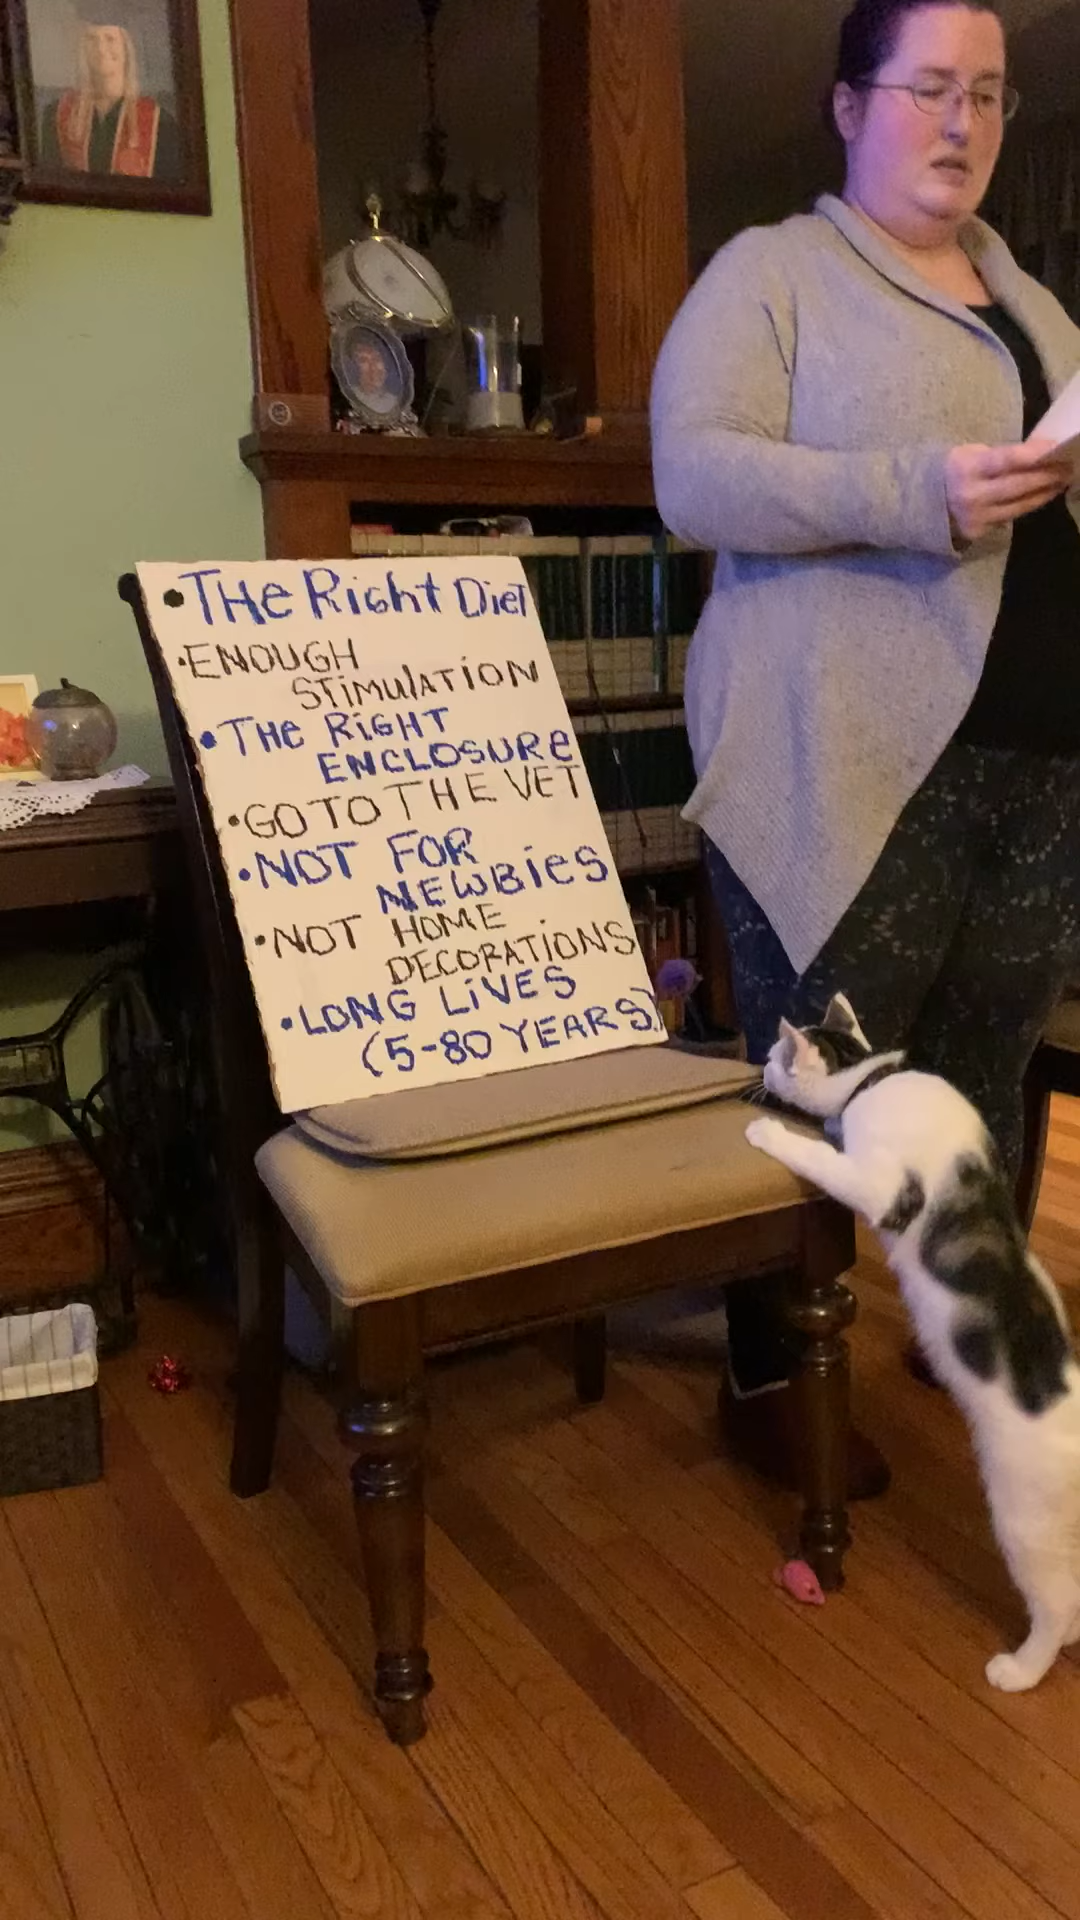 • THe Right DieT
• ENOUGH
STiMULATiON
• THe RiGHT
ENCLOSURe
• GO TO THE VET
• NOT FOR
NEWBieS
• NOT HOME
DECORATiONS
• LONG LiVES
(5-80 YEARS)